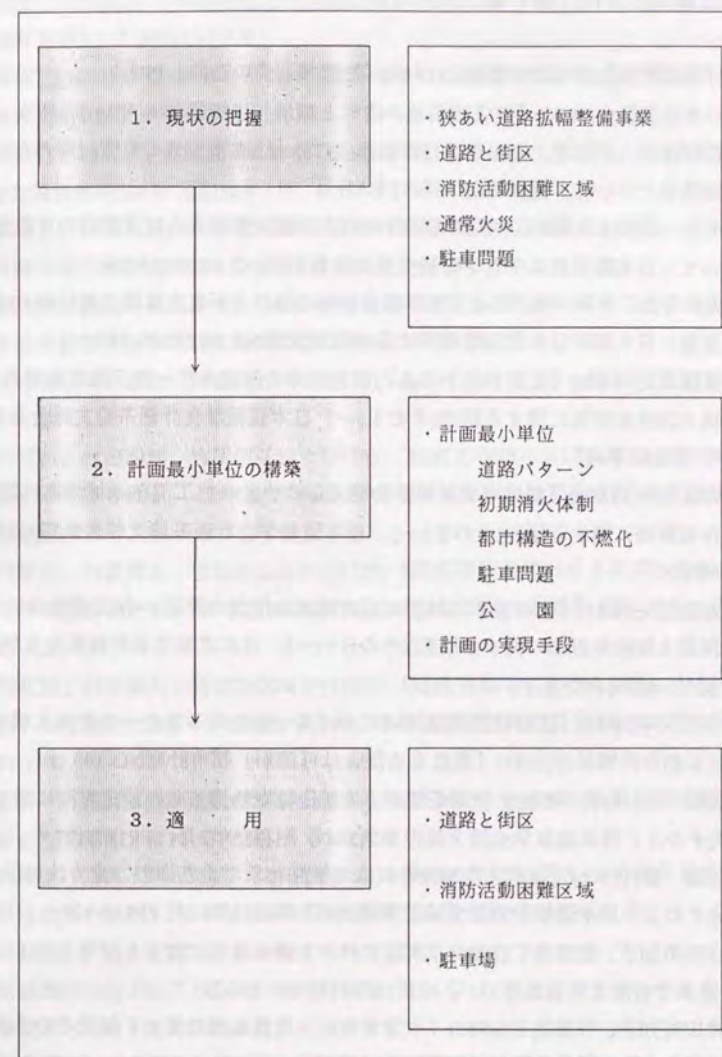 1. 現状の把握
・狭あい道路拡幅整備事業
・道路と街区
・消防活動困難区域
・通常火災
・駐車問題
2. 計画最小単位の構築
・計画最小単位
道路パターン
初期消火体制
都市構造の不燃化
駐車問題
公　園
・計画の実現手段
3. 適　用
・道路と街区
・消防活動困難区域
・駐車場